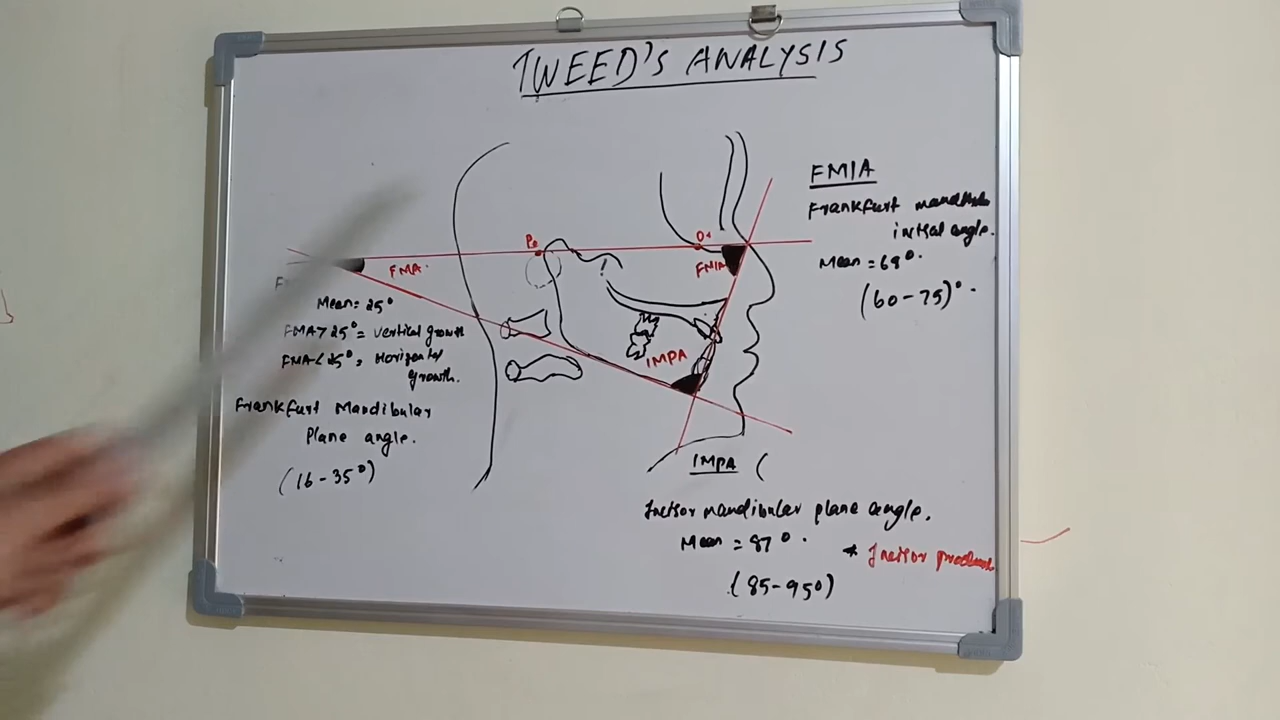 TWEED'S ANALYSIS
FMIA
Frankfurt mandibular
incisal angle.
Mean = 68°.
(60-75)°.
Po
Or
FMA.
FMIA
IMPA
Mean = 25°
FMA > 25° = vertical growth
FMA < 25°, Horizontal
growth.
Frankfurt Mandibular
Plane angle.
(16-35°)
IMPA (
Incisor mandibular plane angle.
Mean = 87°.
* Incisor
(85-95°)